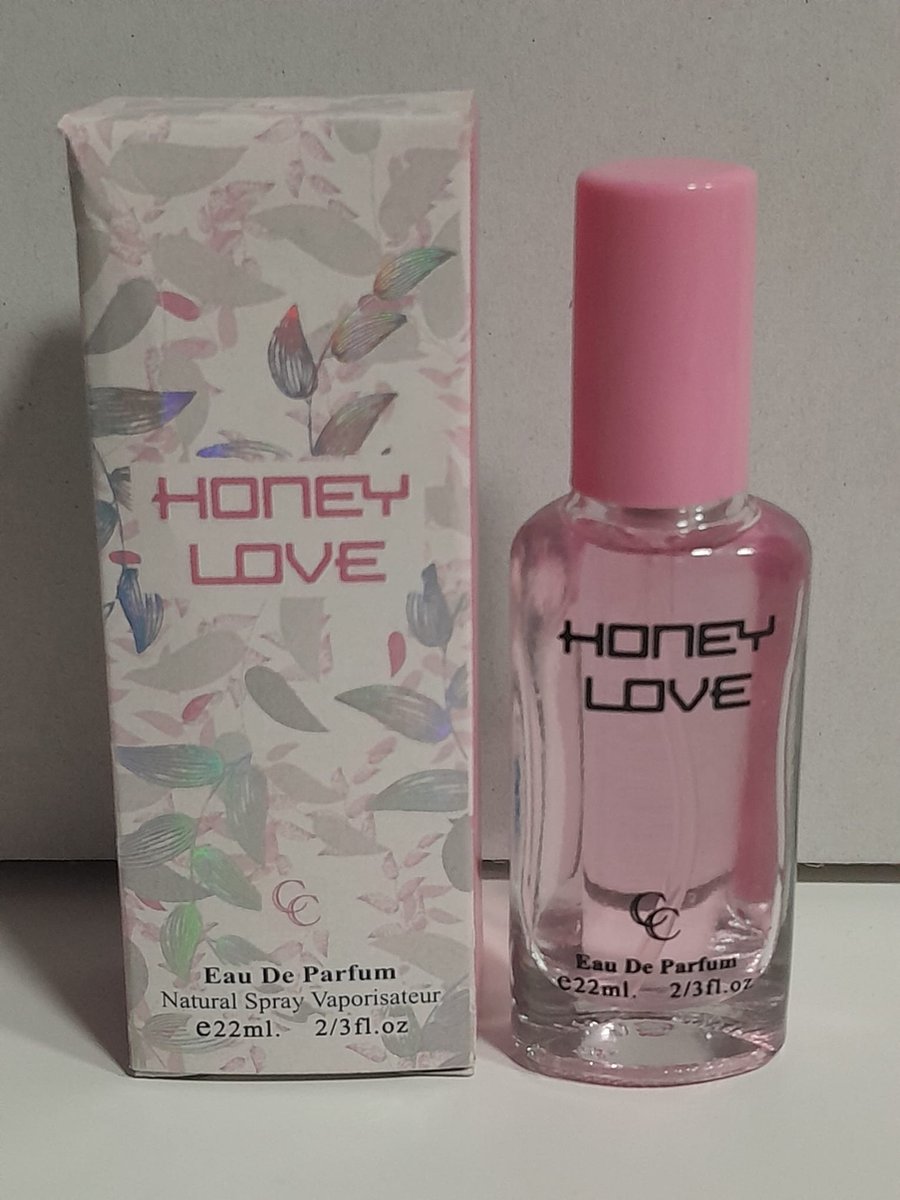 HONEY
LOVE
CC
Eau De Parfum
Natural Spray Vaporisateur
e22ml. 2/3fl.oz
HONEY
LOVE
CC
Eau De Parfum
e22ml. 2/3fl.oz